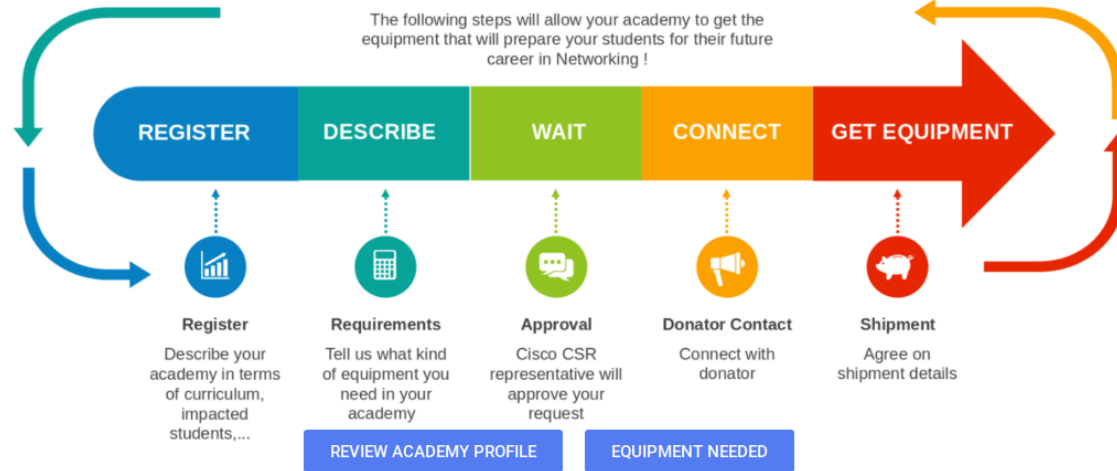 The following steps will allow your academy to get the
equipment that will prepare your students for their future
career in Networking !
REGISTER
DESCRIBE
WAIT
CONNECT
GET EQUIPMENT
Register
Describe your
academy in terms
of curriculum,
impacted
students,...
Requirements
Tell us what kind
of equipment you
need in your
academy
Approval
Cisco CSR
representative will
approve your
request
Donator Contact
Connect with
donator
Shipment
Agree on
shipment details
REVIEW ACADEMY PROFILE
EQUIPMENT NEEDED